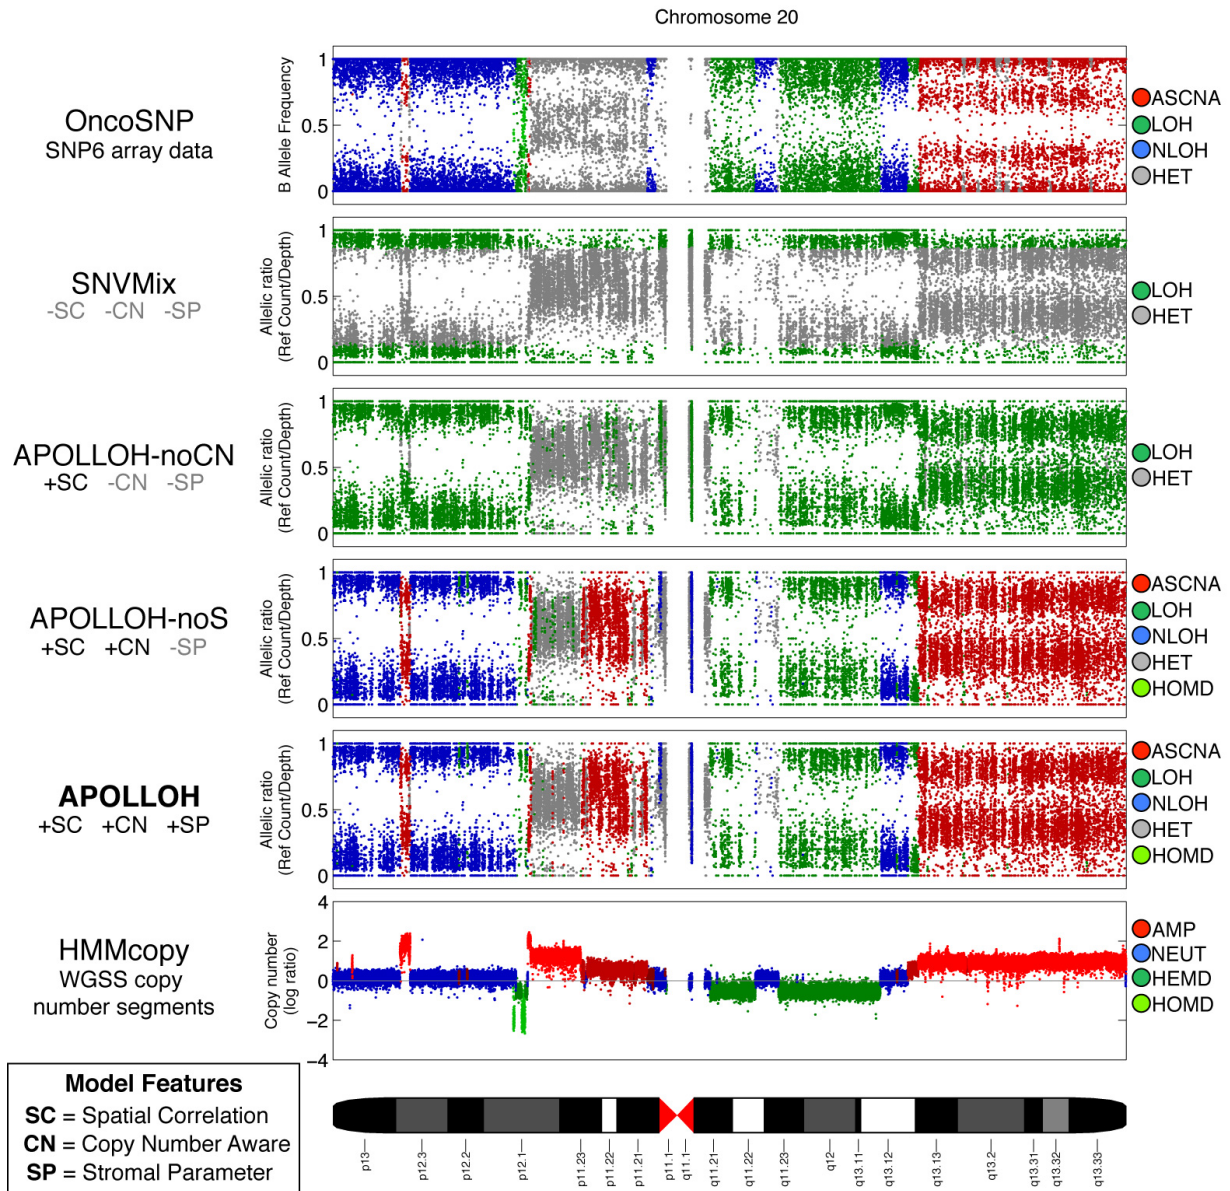 Chromosome 20
OncoSNP
SNP6 array data
B Allele Frequency
1
0.5
0
ASCNA
LOH
NLOH
HET
SNVMix
-SC -CN -SP
Allelic ratio
(Ref Count/Depth)
1
0.5
0
LOH
HET
APOLLOH-noCN
+SC -CN -SP
Allelic ratio
(Ref Count/Depth)
1
0.5
0
LOH
HET
APOLLOH-noS
+SC +CN -SP
Allelic ratio
(Ref Count/Depth)
1
0.5
0
ASCNA
LOH
NLOH
HET
HOMD
APOLLOH
+SC +CN +SP
Allelic ratio
(Ref Count/Depth)
1
0.5
0
ASCNA
LOH
NLOH
HET
HOMD
HMMcopy
WGSS copy
number segments
Copy number
(log ratio)
4
2
0
−2
−4
AMP
NEUT
HEMD
HOMD
Model Features
SC = Spatial Correlation
CN = Copy Number Aware
SP = Stromal Parameter
p13
p12.3
p12.2
p12.1
p11.23
p11.22
p11.21
p11.1
q11.1
q11.21
q11.22
q11.23
q12
q13.11
q13.12
q13.13
q13.2
q13.31
q13.32
q13.33